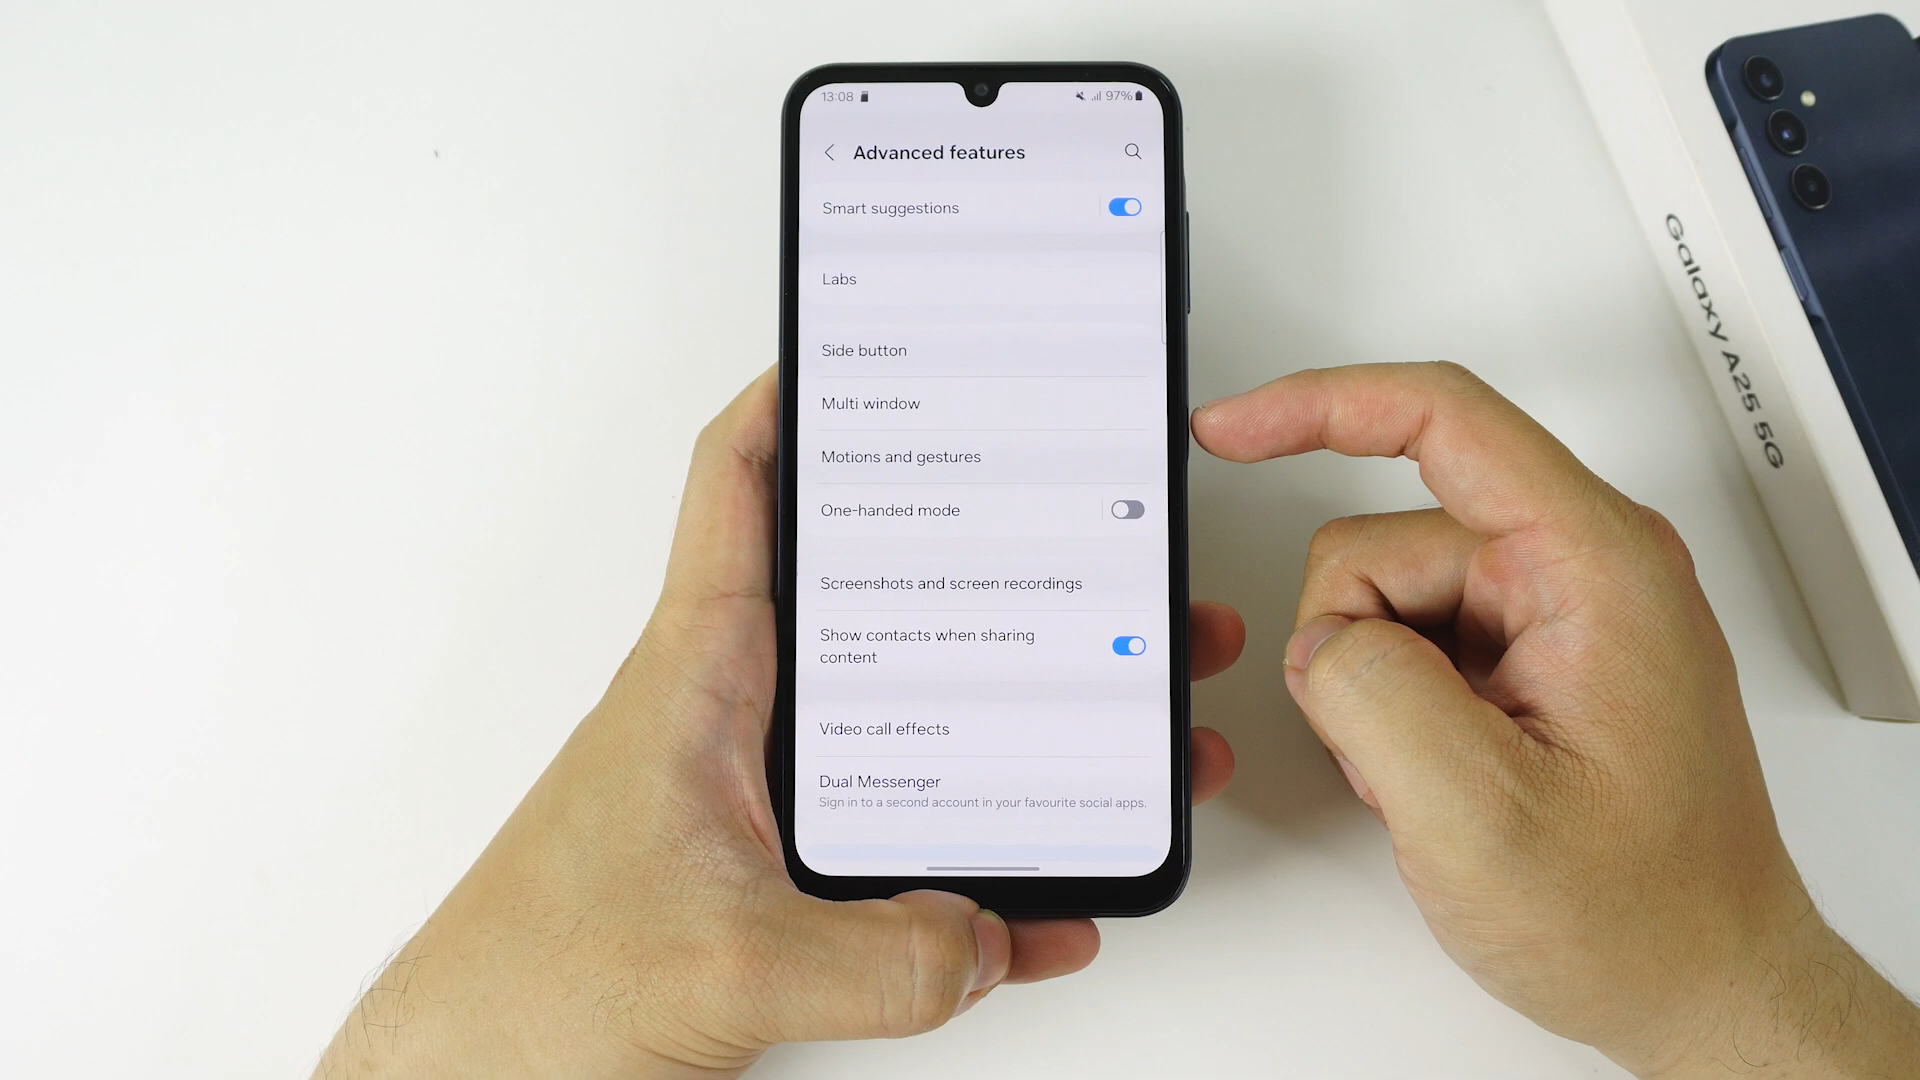 13:08
97%
Advanced features
Smart suggestions
Labs
Side button
Multi window
Motions and gestures
One-handed mode
Screenshots and screen recordings
Show contacts when sharing
content
Video call effects
Dual Messenger
Sign in to a second account in your favourite social apps.
Galaxy A25 5G